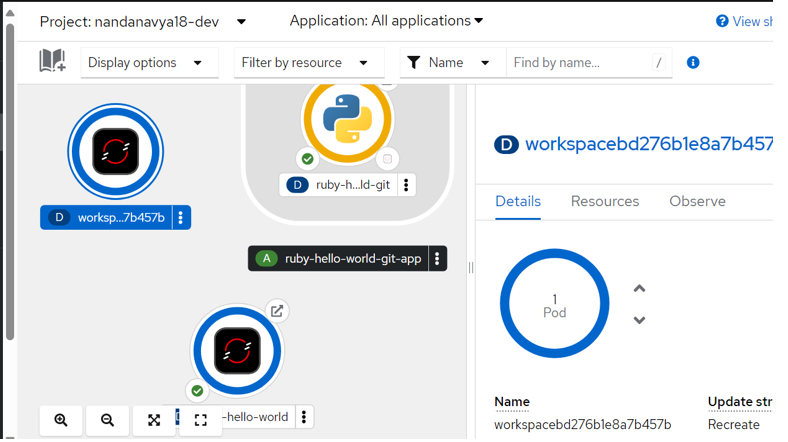 Project: nandanavya18-dev
Application: All applications
View sh
Display options
Filter by resource
Name
Find by name...
/
D workspacebd276b1e8a7b457
D ruby-h...ld-git
D worksp...7b457b
Details Resources Observe
A ruby-hello-world-git-app
1
Pod
-hello-world
Name
workspacebd276b1e8a7b457b
Update str
Recreate